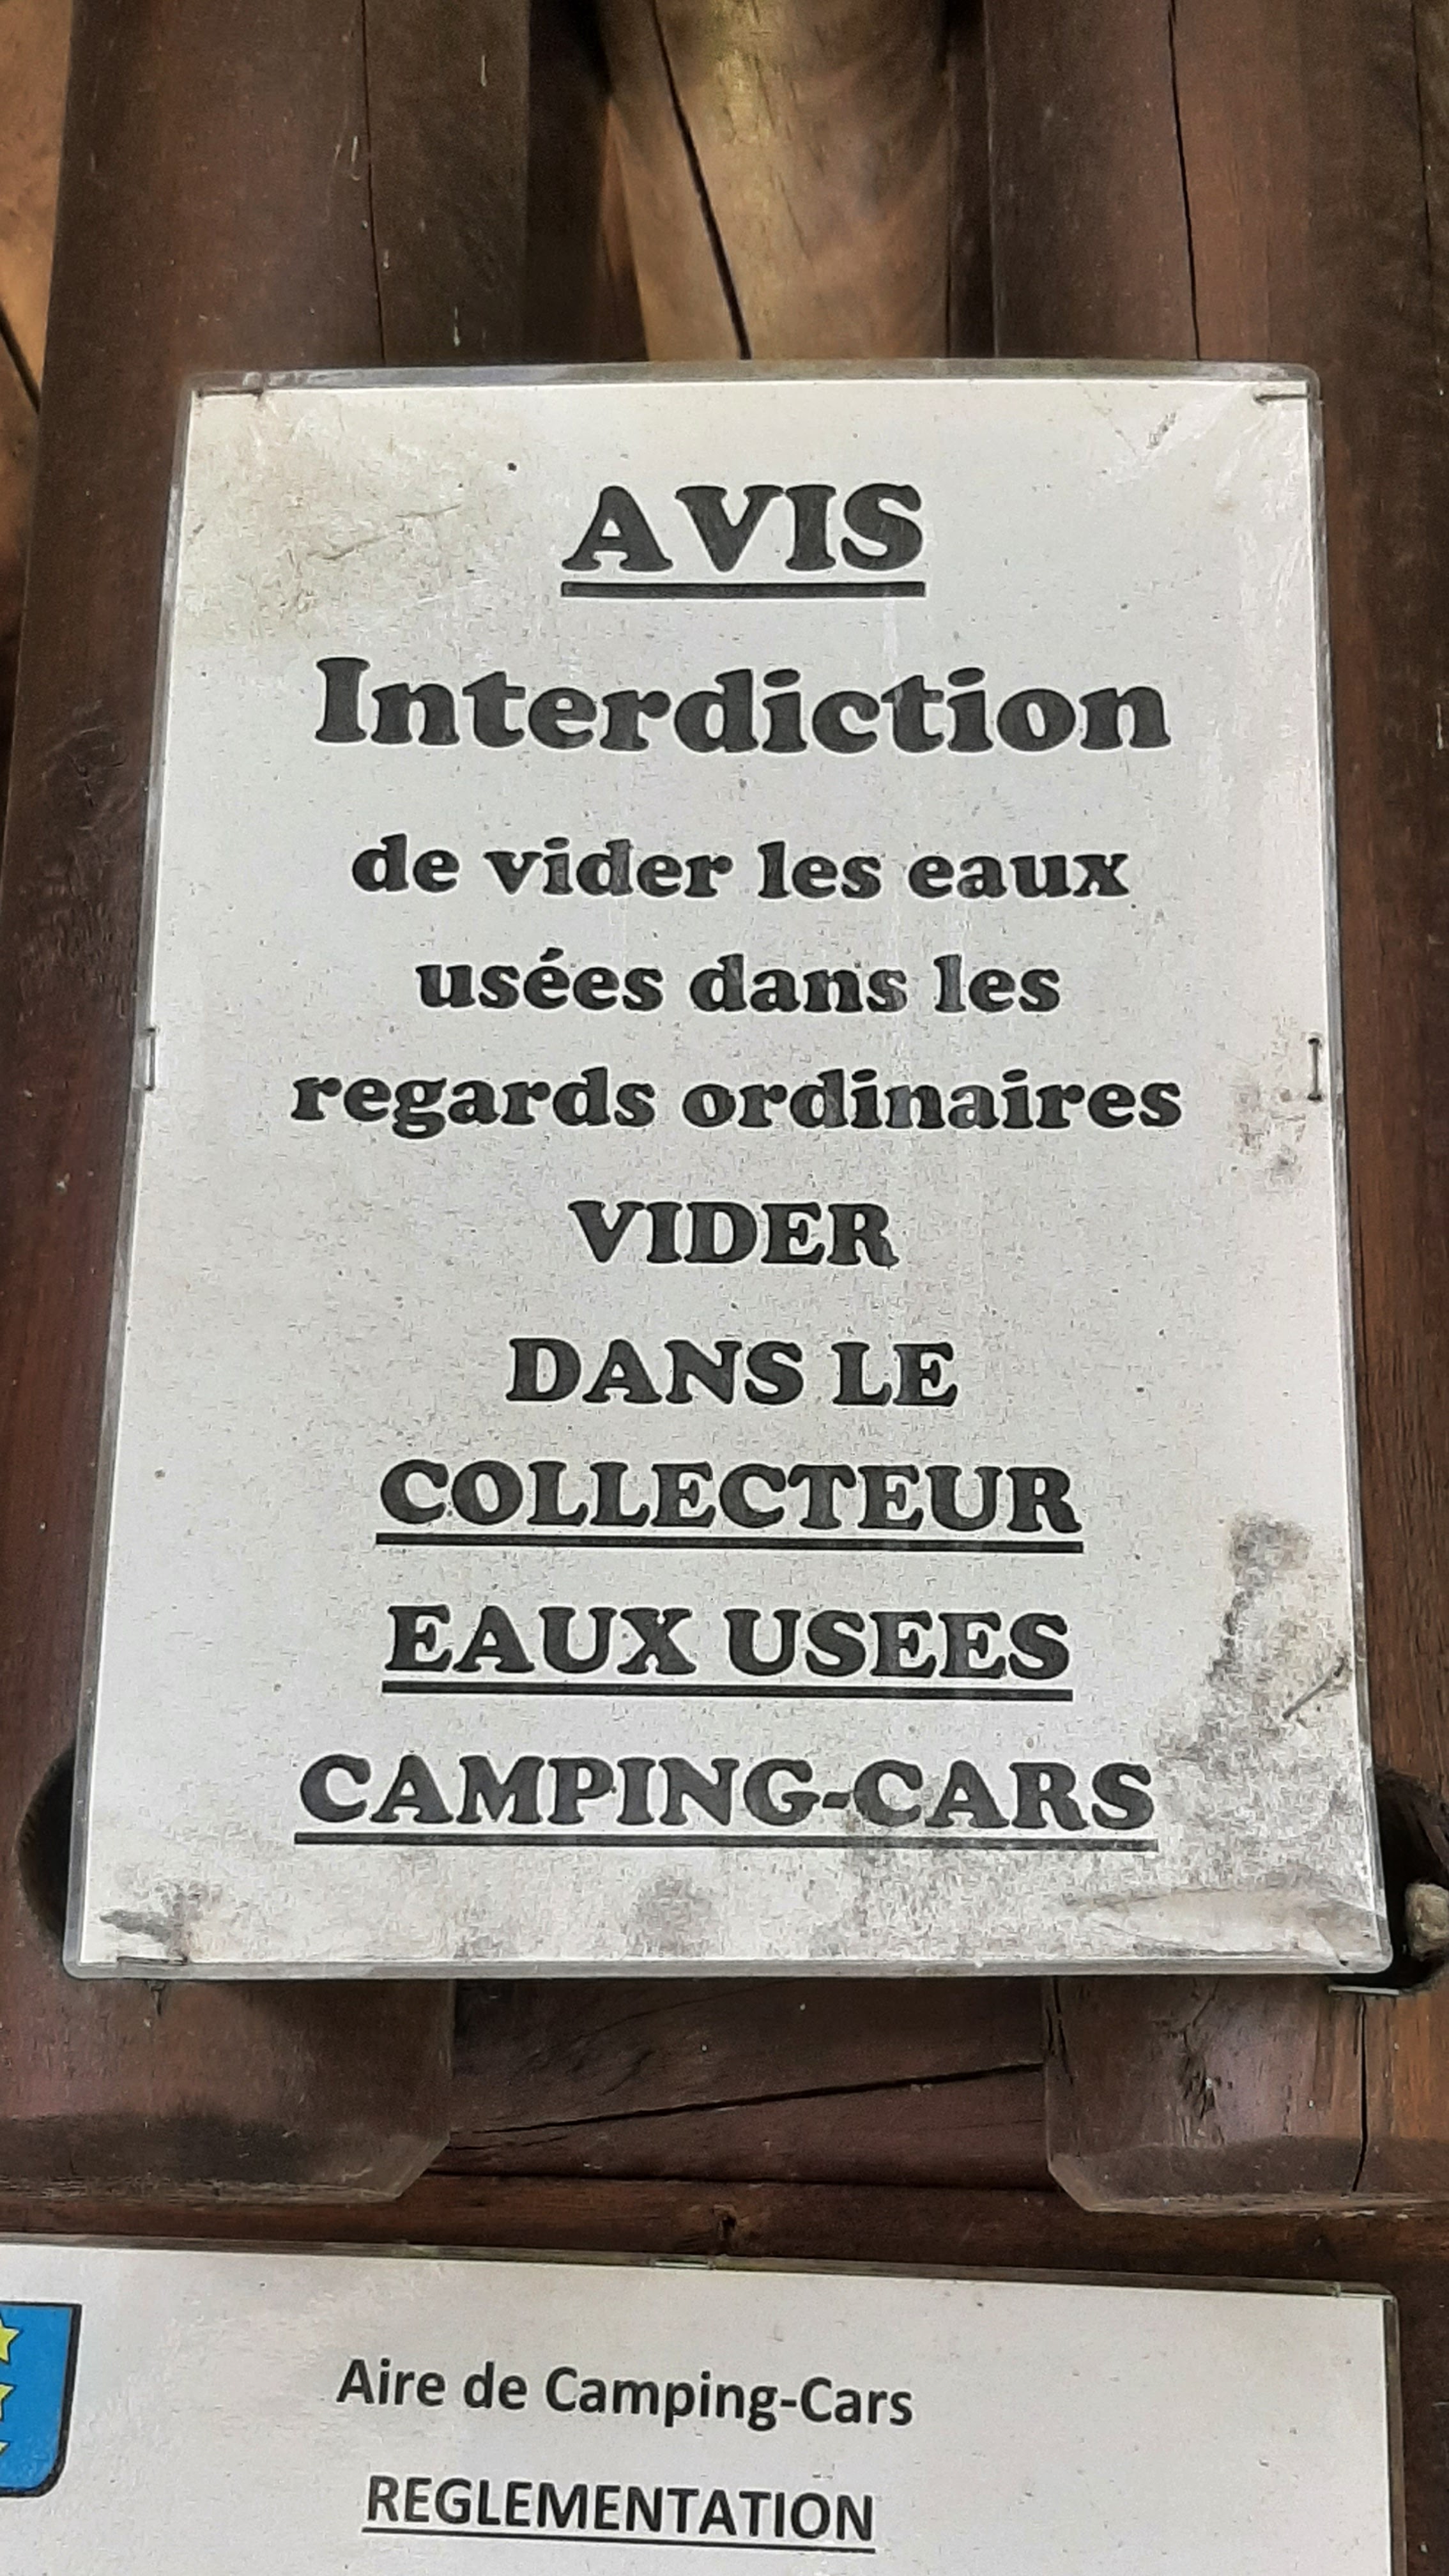 AVIS
Interdiction
de vider les eaux
usées dans les
regards ordinaires
VIDER
DANS LE
COLLECTEUR
EAUX USEES
CAMPING-CARS
Aire de Camping-Cars
REGLEMENTATION